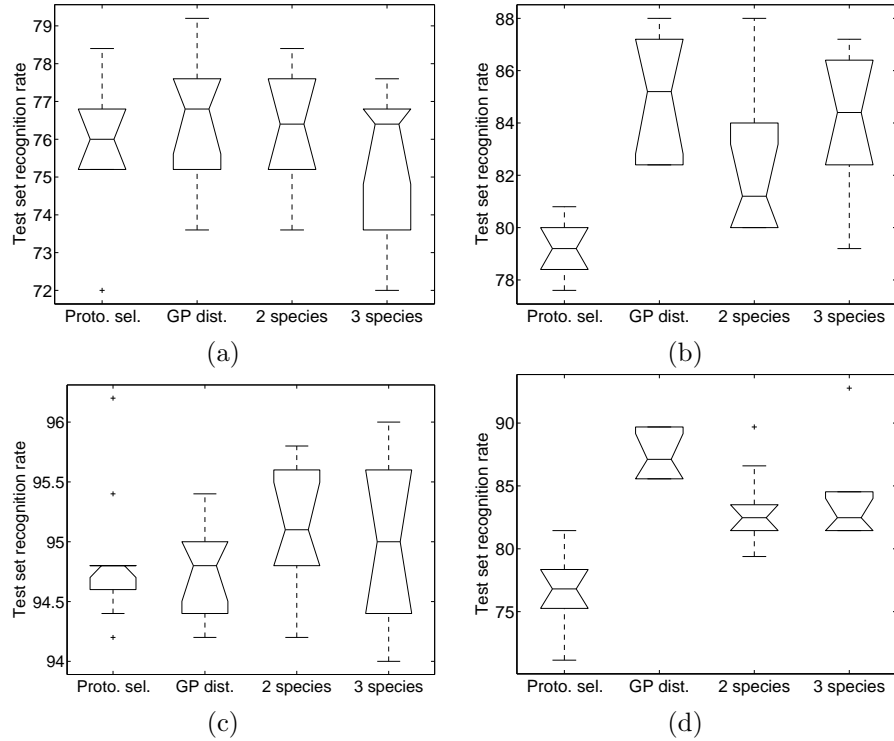 Test set recognition rate
79
78
77
76
75
74
73
72
Proto. sel. GP dist. 2 species 3 species
(a)
Test set recognition rate
88
86
84
82
80
78
Proto. sel. GP dist. 2 species 3 species
(b)
Test set recognition rate
96
95.5
95
94.5
94
Proto. sel. GP dist. 2 species 3 species
(c)
Test set recognition rate
90
85
80
75
Proto. sel. GP dist. 2 species 3 species
(d)